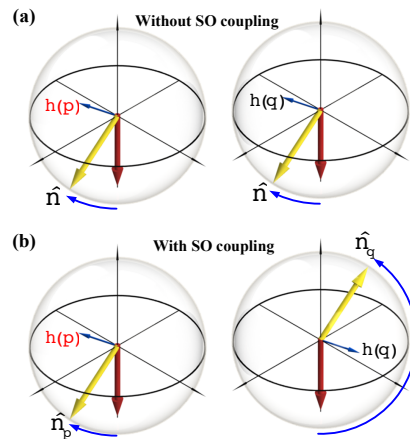 (a) Without SO coupling
h(p)
n̂
h(q)
n̂
(b) With SO coupling
h(p)
n̂ₚ
n̂q
h(q)